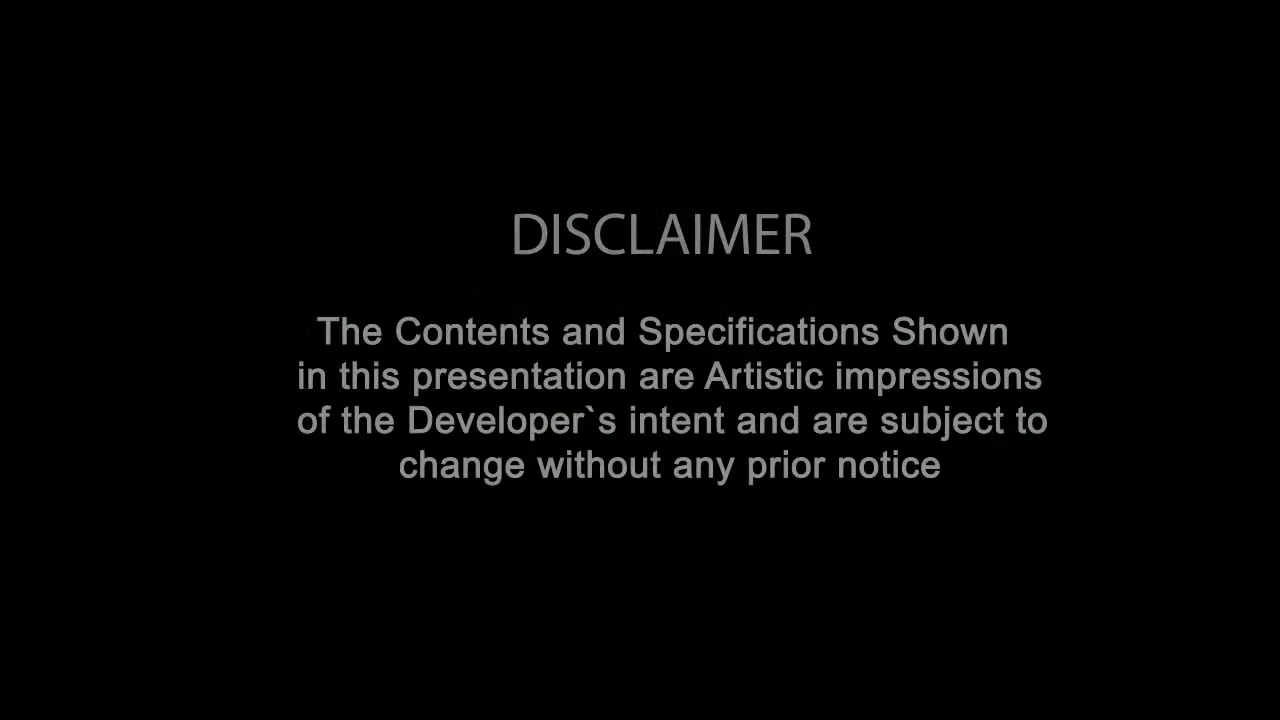 DISCLAIMER
The Contents and Specifications Shown
in this presentation are Artistic impressions
of the Developer`s intent and are subject to
change without any prior notice